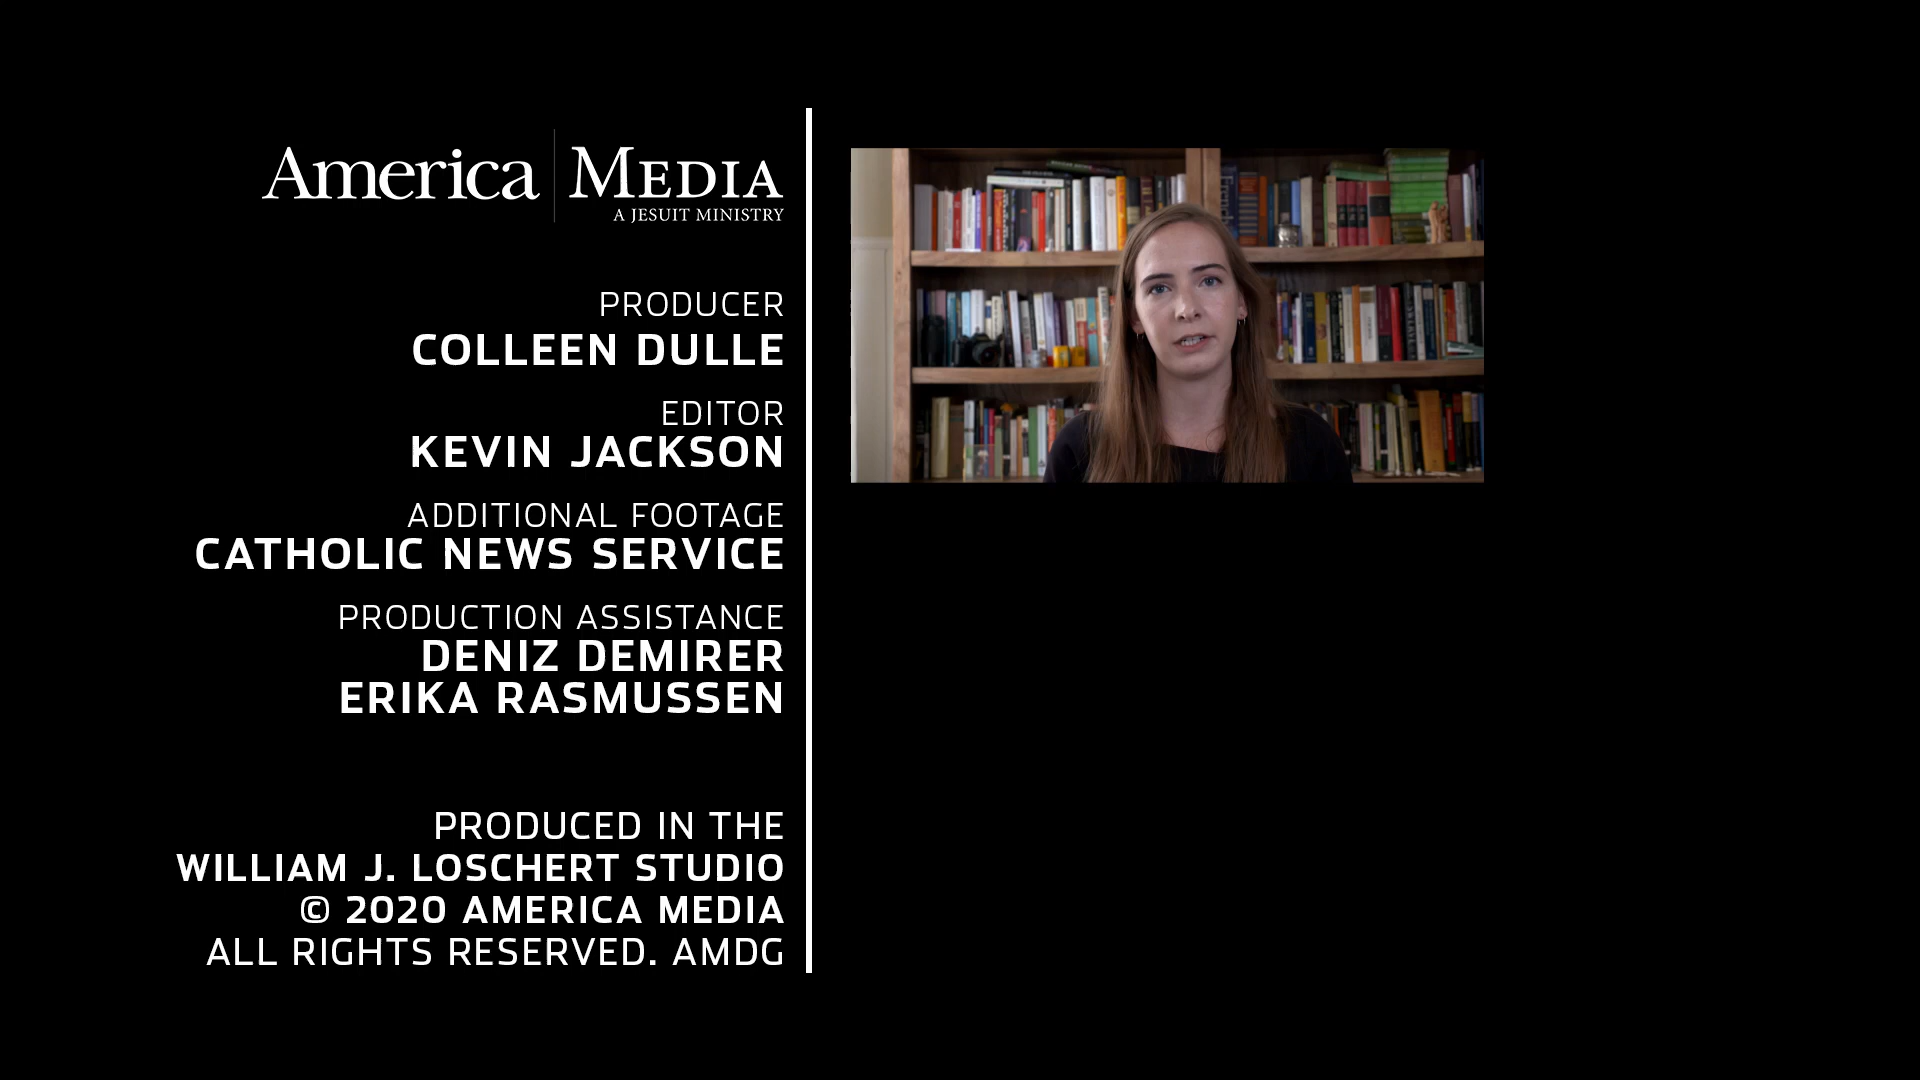 America | MEDIA
A JESUIT MINISTRY
PRODUCER
COLLEEN DULLE
EDITOR
KEVIN JACKSON
ADDITIONAL FOOTAGE
CATHOLIC NEWS SERVICE
PRODUCTION ASSISTANCE
DENIZ DEMIRER
ERIKA RASMUSSEN
PRODUCED IN THE
WILLIAM J. LOSCHERT STUDIO
© 2020 AMERICA MEDIA
ALL RIGHTS RESERVED. AMDG